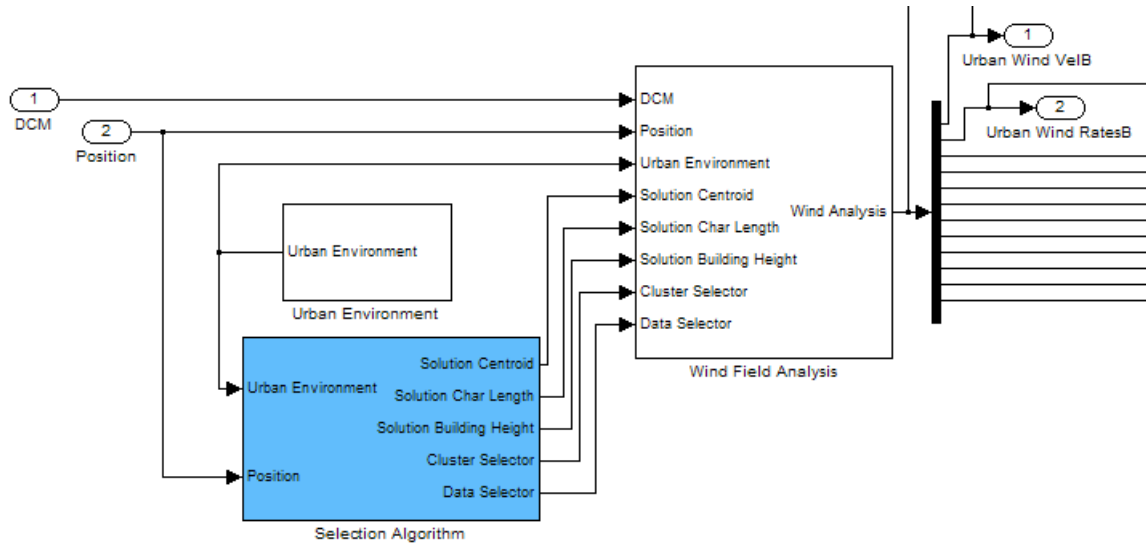 1
DCM
2
Position
Urban Environment
Urban Environment
Urban Environment
Position
Solution Centroid
Solution Char Length
Solution Building Height
Cluster Selector
Data Selector
Selection Algorithm
DCM
Position
Urban Environment
Solution Centroid
Solution Char Length
Solution Building Height
Cluster Selector
Data Selector
Wind Analysis
Wind Field Analysis
1
Urban Wind VelB
2
Urban Wind RatesB